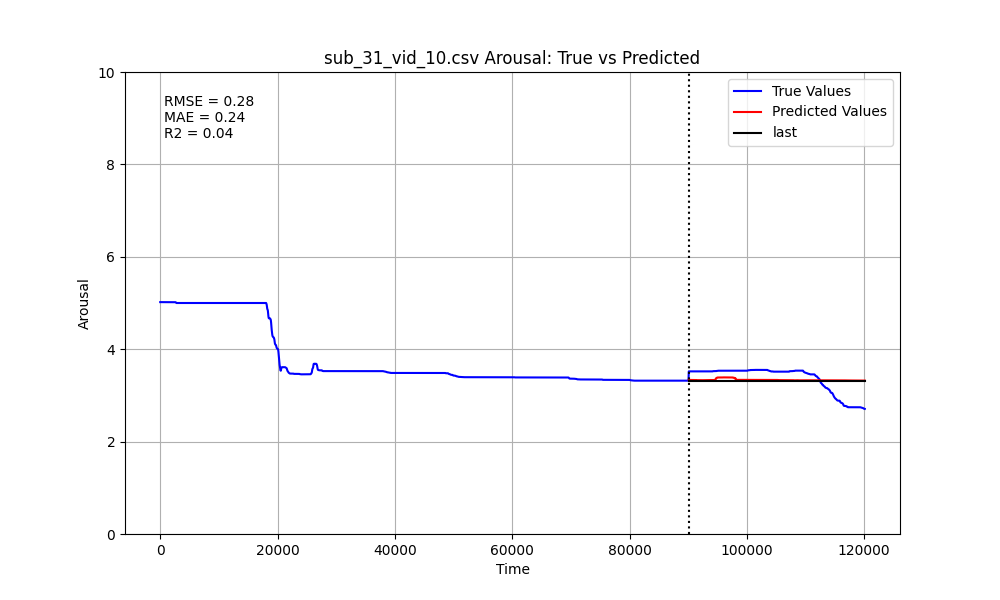 sub_31_vid_10.csv Arousal: True vs Predicted
10
8
6
4
2
0
Arousal
RMSE = 0.28
MAE = 0.24
R2 = 0.04
True Values
Predicted Values
last
0 20000 40000 60000 80000 100000 120000
Time